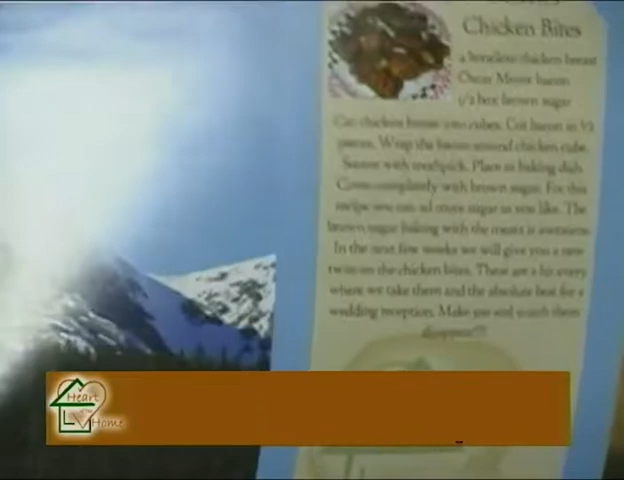 Chicken Bites
4 boneless chicken breast
Oscar Meyer bacon
1/2 box brown sugar
Cut chicken breast into cubes. Cut bacon in 1/2
pieces. Wrap the bacon around chicken cube.
Secure with toothpick. Place in baking dish.
Cover completely with brown sugar. For this
recipe you can ad more sugar as you like. The
brown sugar baking with the meats is awesome.
In the next few weeks we will give you a new
twist on the chicken bites. These are a hit every
where we take them and the absolute best for a
wedding reception. Make you and watch them
disappear!!!
Heart
Home